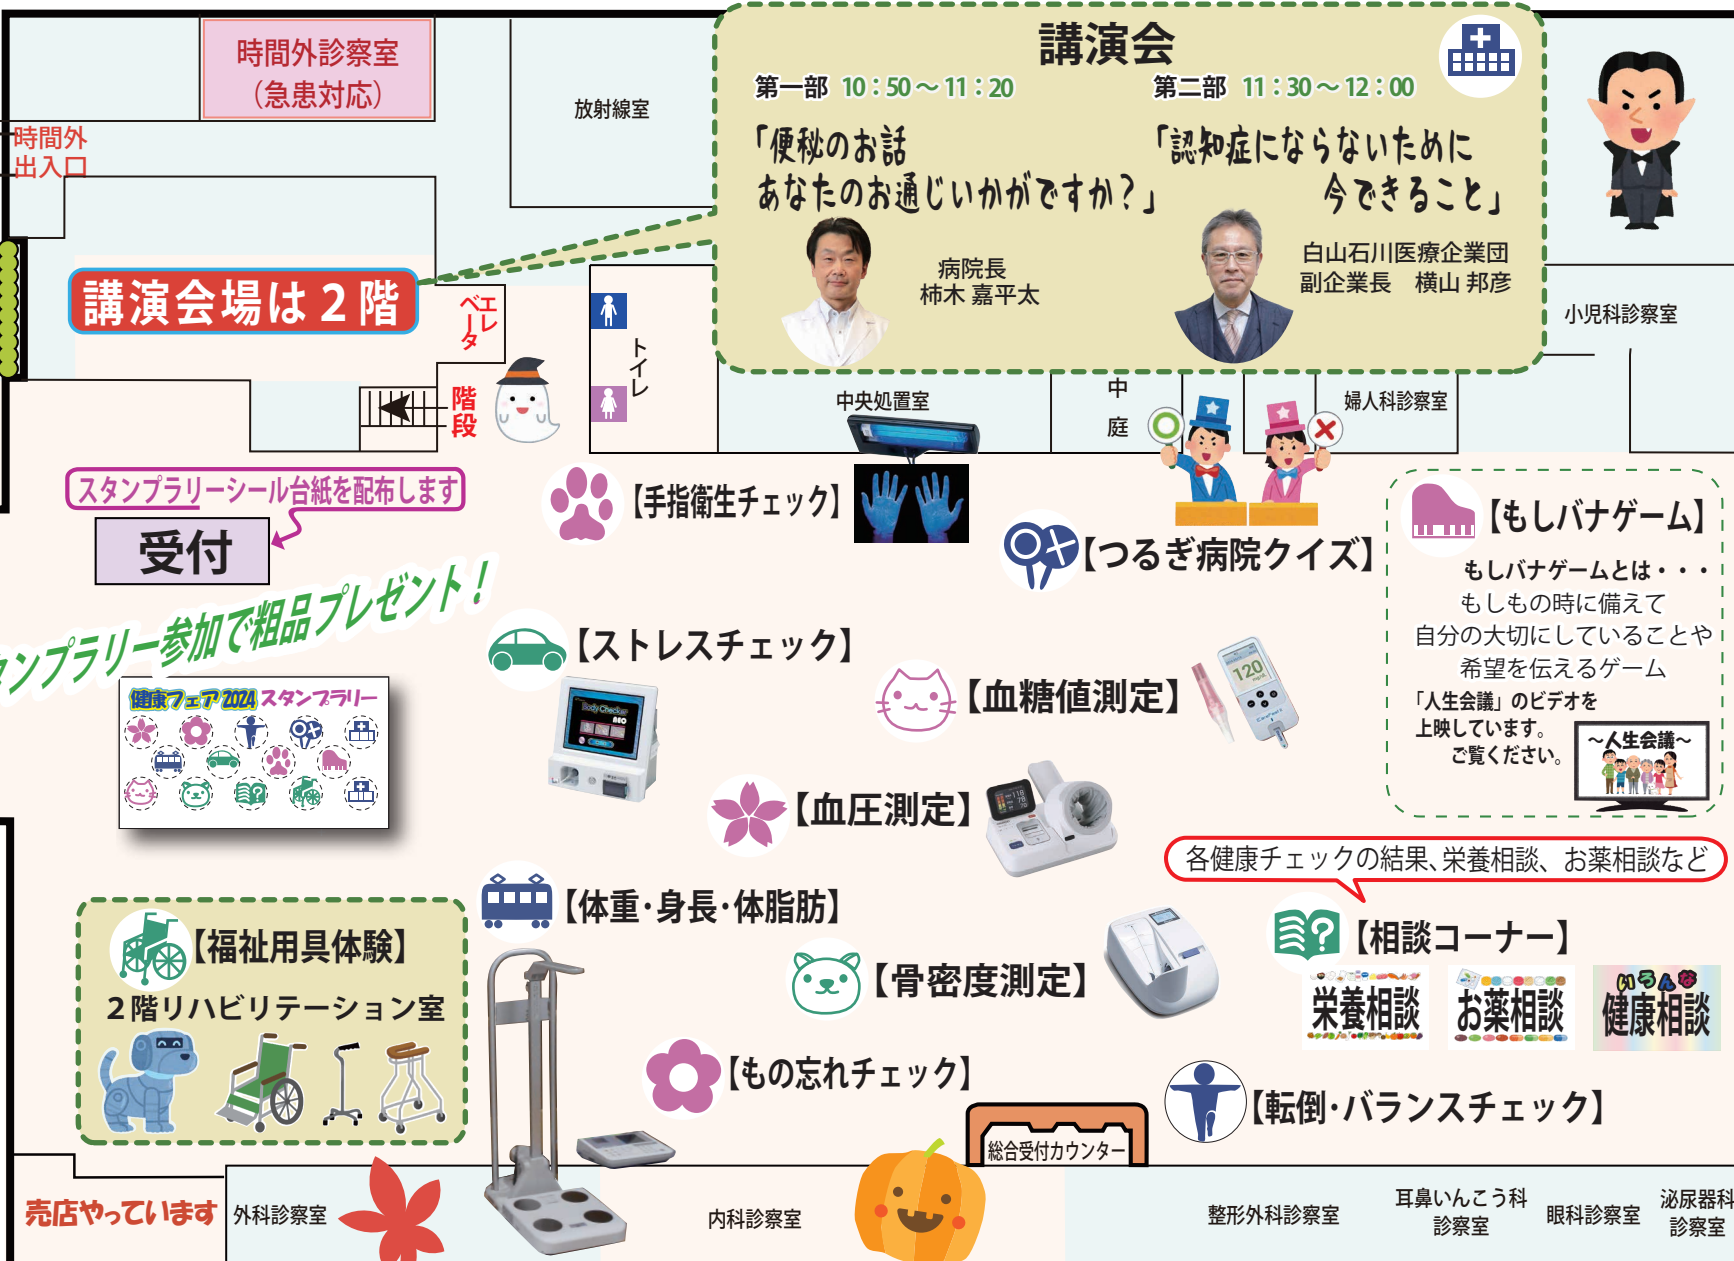 時間外診察室
（急患対応）
時間外
出入口
放射線室
講演会
第一部 10：50～11：20
「便秘のお話
あなたのお通じいかがですか？」
病院長
柿木 嘉平太
第二部 11：30～12：00
「認知症にならないために
今できること」
白山石川医療企業団
副企業長　横山 邦彦
小児科診察室
講演会場は２階
エレベータ
階段
トイレ
中央処置室
中庭
婦人科診察室
スタンプラリーシール台紙を配布します
受付
ンプラリー参加で粗品プレゼント！
健康フェア 2024 スタンプラリー
【手指衛生チェック】
【つるぎ病院クイズ】
【もしバナゲーム】
もしバナゲームとは・・・
もしもの時に備えて
自分の大切にしていることや
希望を伝えるゲーム
「人生会議」のビデオを
上映しています。
ご覧ください。
～人生会議～
【ストレスチェック】
Body Checker
NEO
【血糖値測定】
120
【血圧測定】
【体重･身長･体脂肪】
各健康チェックの結果､栄養相談、お薬相談など
【相談コーナー】
栄養相談
お薬相談
いろんな
健康相談
【福祉用具体験】
２階リハビリテーション室
【骨密度測定】
【もの忘れチェック】
【転倒･バランスチェック】
総合受付カウンター
売店やっています
外科診察室
内科診察室
整形外科診察室
耳鼻いんこう科
診察室
眼科診察室
泌尿器科
診察室